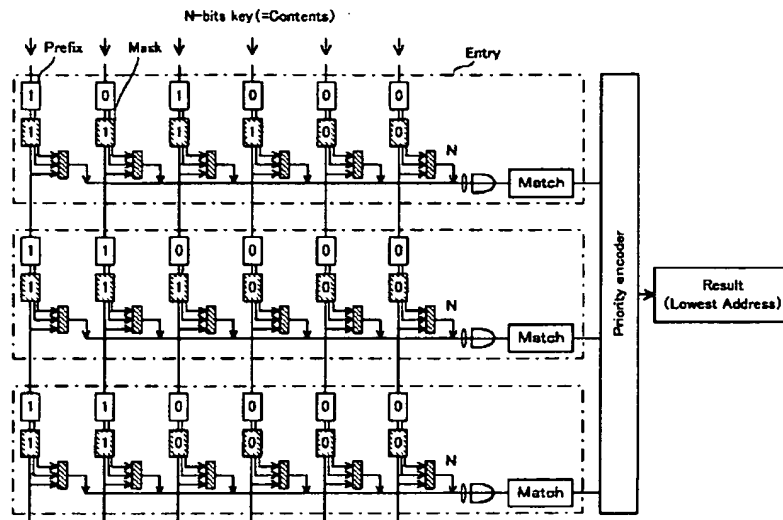 N-bits key(=Contents)
Prefix
Mask
Entry
1 0 1 0 0 0
1 1 1 1 0 0
N
Match
1 1 0 0 0 0
1 1 1 0 0 0
N
Match
Priority encoder
Result
(Lowest Address)
1 1 0 0 0 0
1 1 0 0 0 0
N
Match